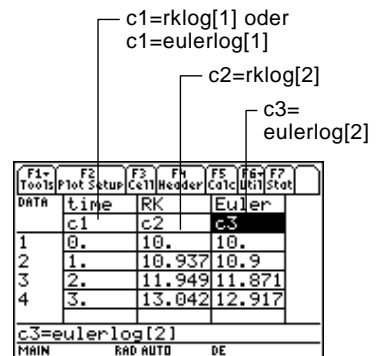 c1=rklog[1] oder
c1=eulerlog[1]
c2=rklog[2]
c3=
eulerlog[2]
F1▾ F2 F3 F4 F5 F6▾ F7
Tools Plot Setup Cell Header Calc Util Stat
DATA time RK Euler
c1 c2 c3
1 0. 10. 10.
2 1. 10.937 10.9
3 2. 11.949 11.871
4 3. 13.042 12.917
c3=eulerlog[2]
MAIN RAD AUTO DE